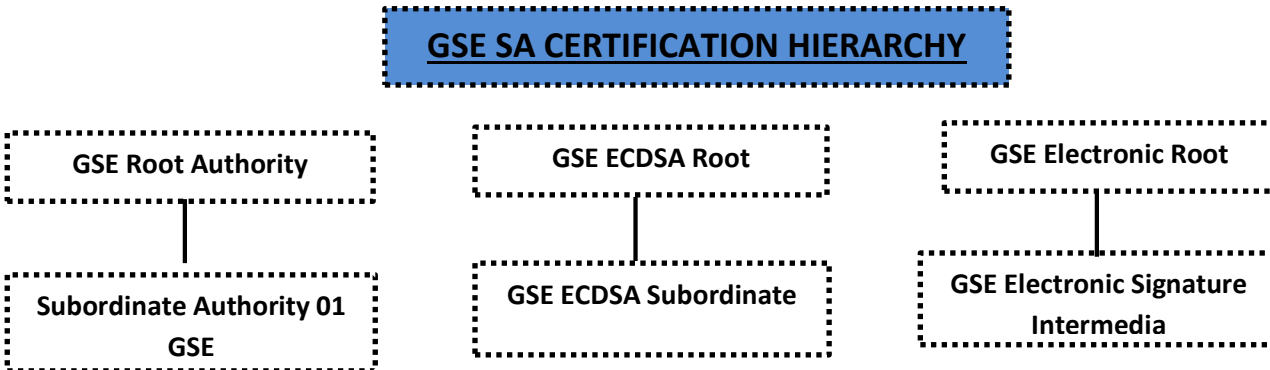 GSE SA CERTIFICATION HIERARCHY
GSE Root Authority
GSE ECDSA Root
GSE Electronic Root
Subordinate Authority 01
GSE
GSE ECDSA Subordinate
GSE Electronic Signature
Intermedia